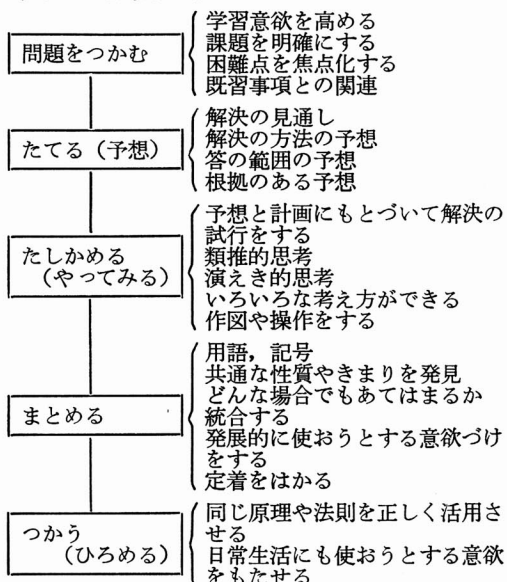 問題をつかむ
学習意欲を高める
課題を明確にする
困難点を焦点化する
既習事項との関連
たてる（予想）
解決の見通し
解決の方法の予想
答の範囲の予想
根拠のある予想
たしかめる
（やってみる）
予想と計画にもとづいて解決の
試行をする
類推的思考
演えき的思考
いろいろな考え方ができる
作図や操作をする
まとめる
用語，記号
共通な性質やきまりを発見
どんな場合でもあてはまるか
統合する
発展的に使おうとする意欲づけ
をする
定着をはかる
つかう
（ひろめる）
同じ原理や法則を正しく活用さ
せる
日常生活にも使おうとする意欲
をもたせる